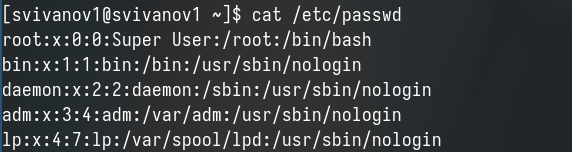 [svivanov1@svivanov1 ~]$ cat /etc/passwd
root:x:0:0:Super User:/root:/bin/bash
bin:x:1:1:bin:/bin:/usr/sbin/nologin
daemon:x:2:2:daemon:/sbin:/usr/sbin/nologin
adm:x:3:4:adm:/var/adm:/usr/sbin/nologin
lp:x:4:7:lp:/var/spool/lpd:/usr/sbin/nologin